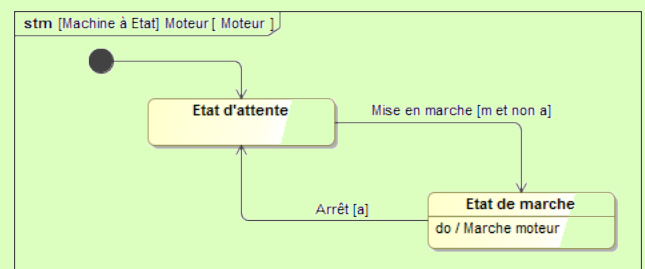 stm [Machine à Etat] Moteur [ Moteur ]
Etat d'attente
Mise en marche [m et non a]
Etat de marche
Arrêt [a]
do / Marche moteur